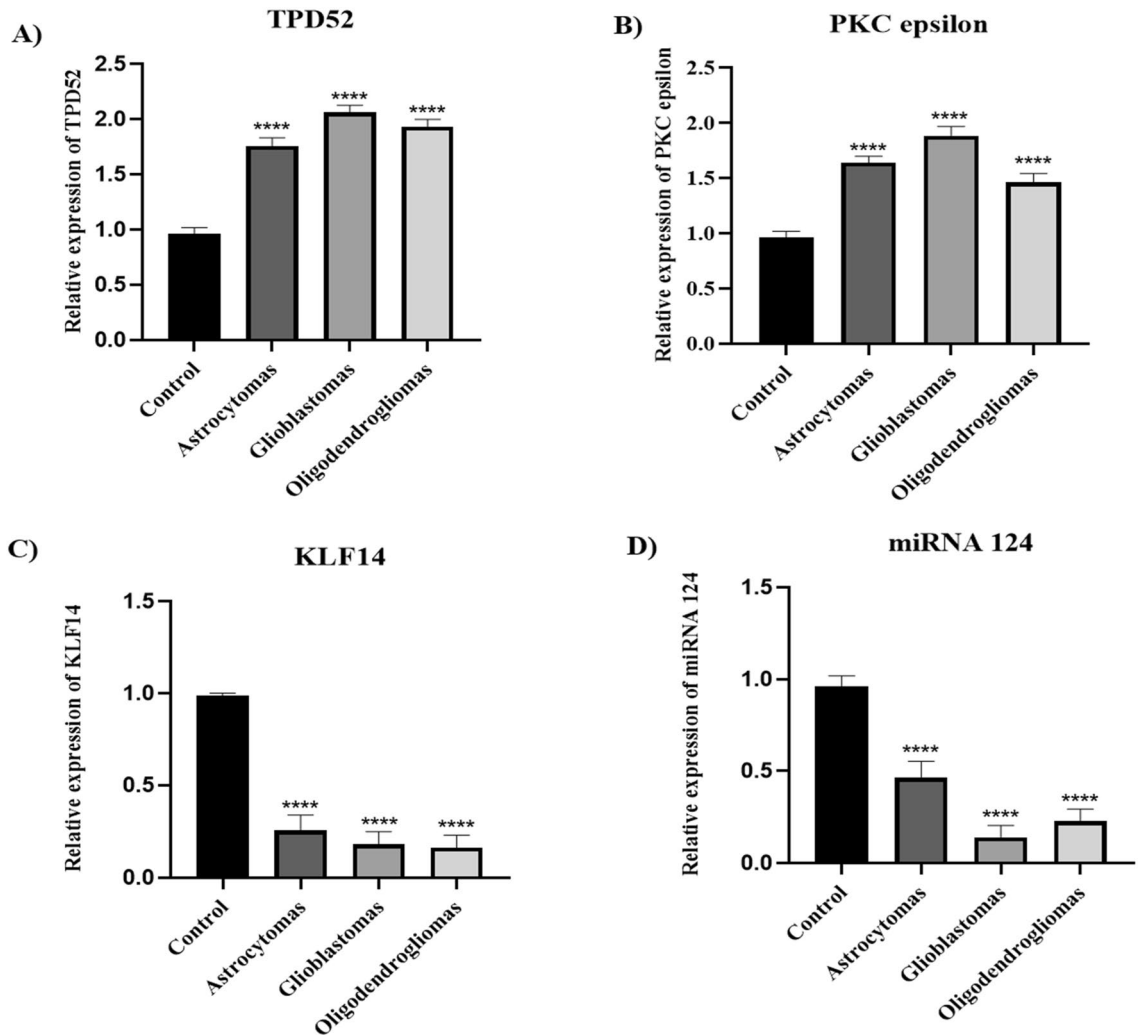 A)
TPD52
Relative expression of TPD52
2.5
2.0
1.5
1.0
0.5
0.0
****
****
****
Control
Astrocytomas
Glioblastomas
Oligodendrogliomas
B)
PKC epsilon
Relative expression of PKC epsilon
2.5
2.0
1.5
1.0
0.5
0.0
****
****
****
Control
Astrocytomas
Glioblastomas
Oligodendrogliomas
C)
KLF14
Relative expression of KLF14
1.5
1.0
0.5
0.0
****
****
****
Control
Astrocytomas
Glioblastomas
Oligodendrogliomas
D)
miRNA 124
Relative expression of miRNA 124
1.5
1.0
0.5
0.0
****
****
****
Control
Astrocytomas
Glioblastomas
Oligodendrogliomas